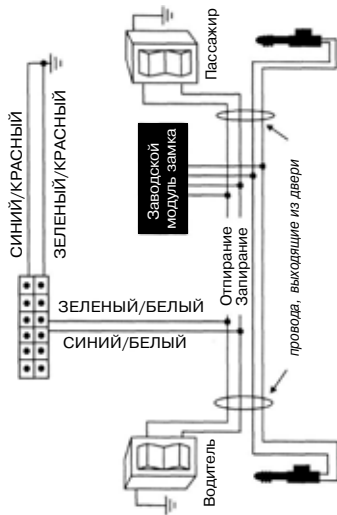 СИНИЙ/КРАСНЫЙ
ЗЕЛЕНЫЙ/КРАСНЫЙ
ЗЕЛЕНЫЙ/БЕЛЫЙ
СИНИЙ/БЕЛЫЙ
Пассажир
Заводской
модуль замка
Отпирание
Запирание
Водитель
провода, выходящие из двери